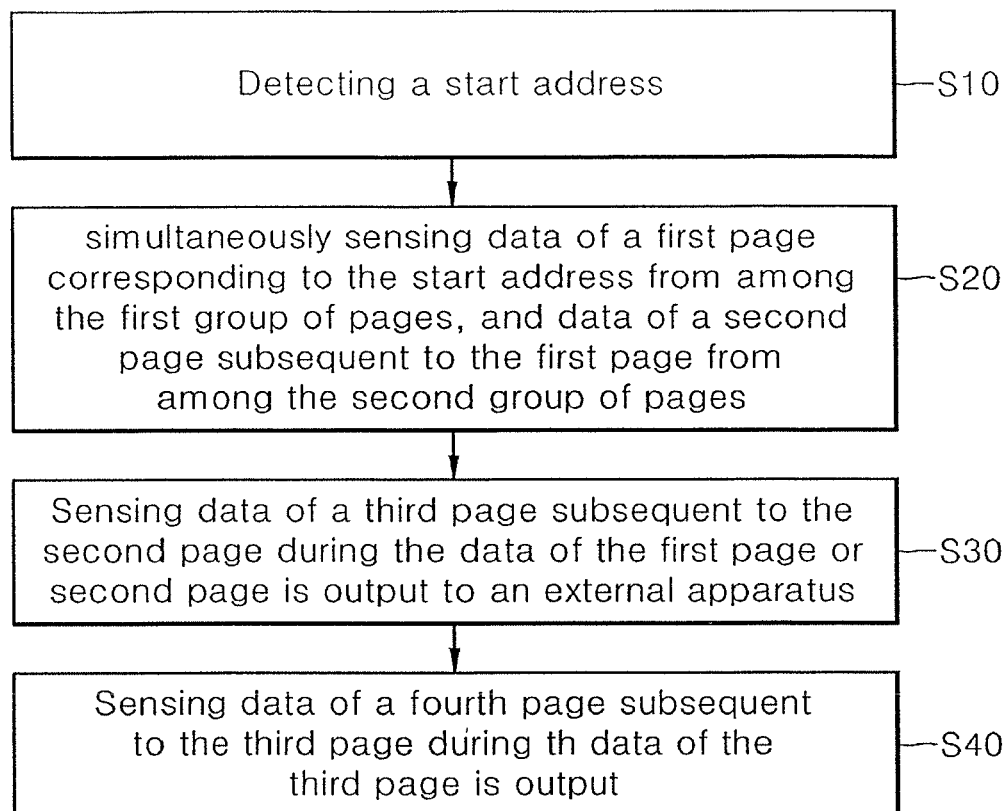 Detecting a start address
S10
simultaneously sensing data of a first page
corresponding to the start address from among
the first group of pages, and data of a second
page subsequent to the first page from
among the second group of pages
S20
Sensing data of a third page subsequent to the
second page during the data of the first page or
second page is output to an external apparatus
S30
Sensing data of a fourth page subsequent
to the third page during th data of the
third page is output
S40